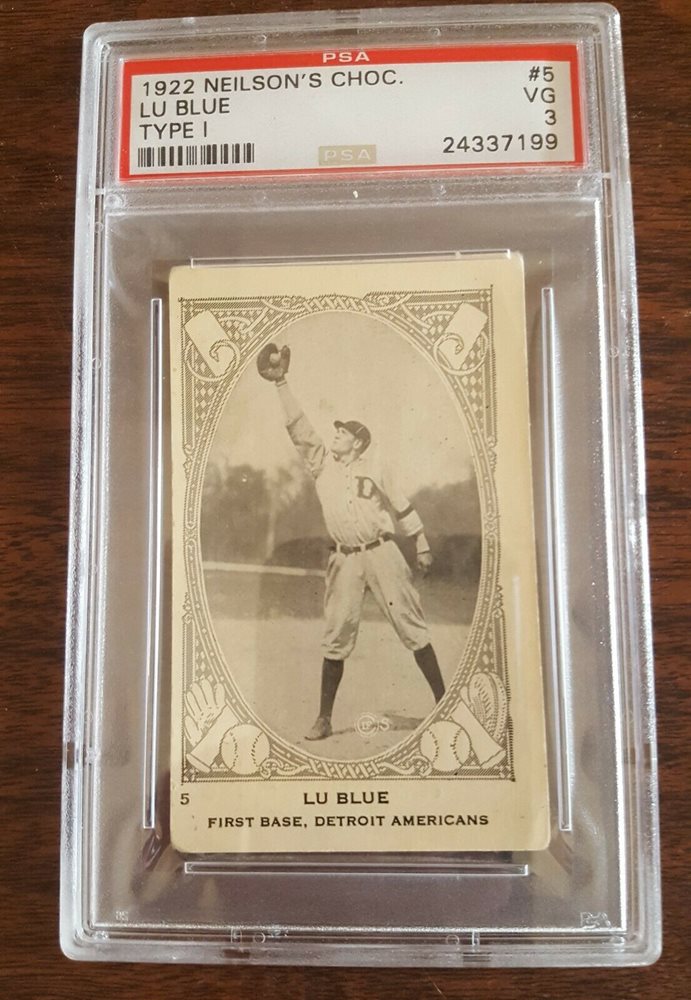 PSA
1922 NEILSON'S CHOC. #5
LU BLUE VG
TYPE I 3
PSA 24337199
D
5 LU BLUE
FIRST BASE, DETROIT AMERICANS